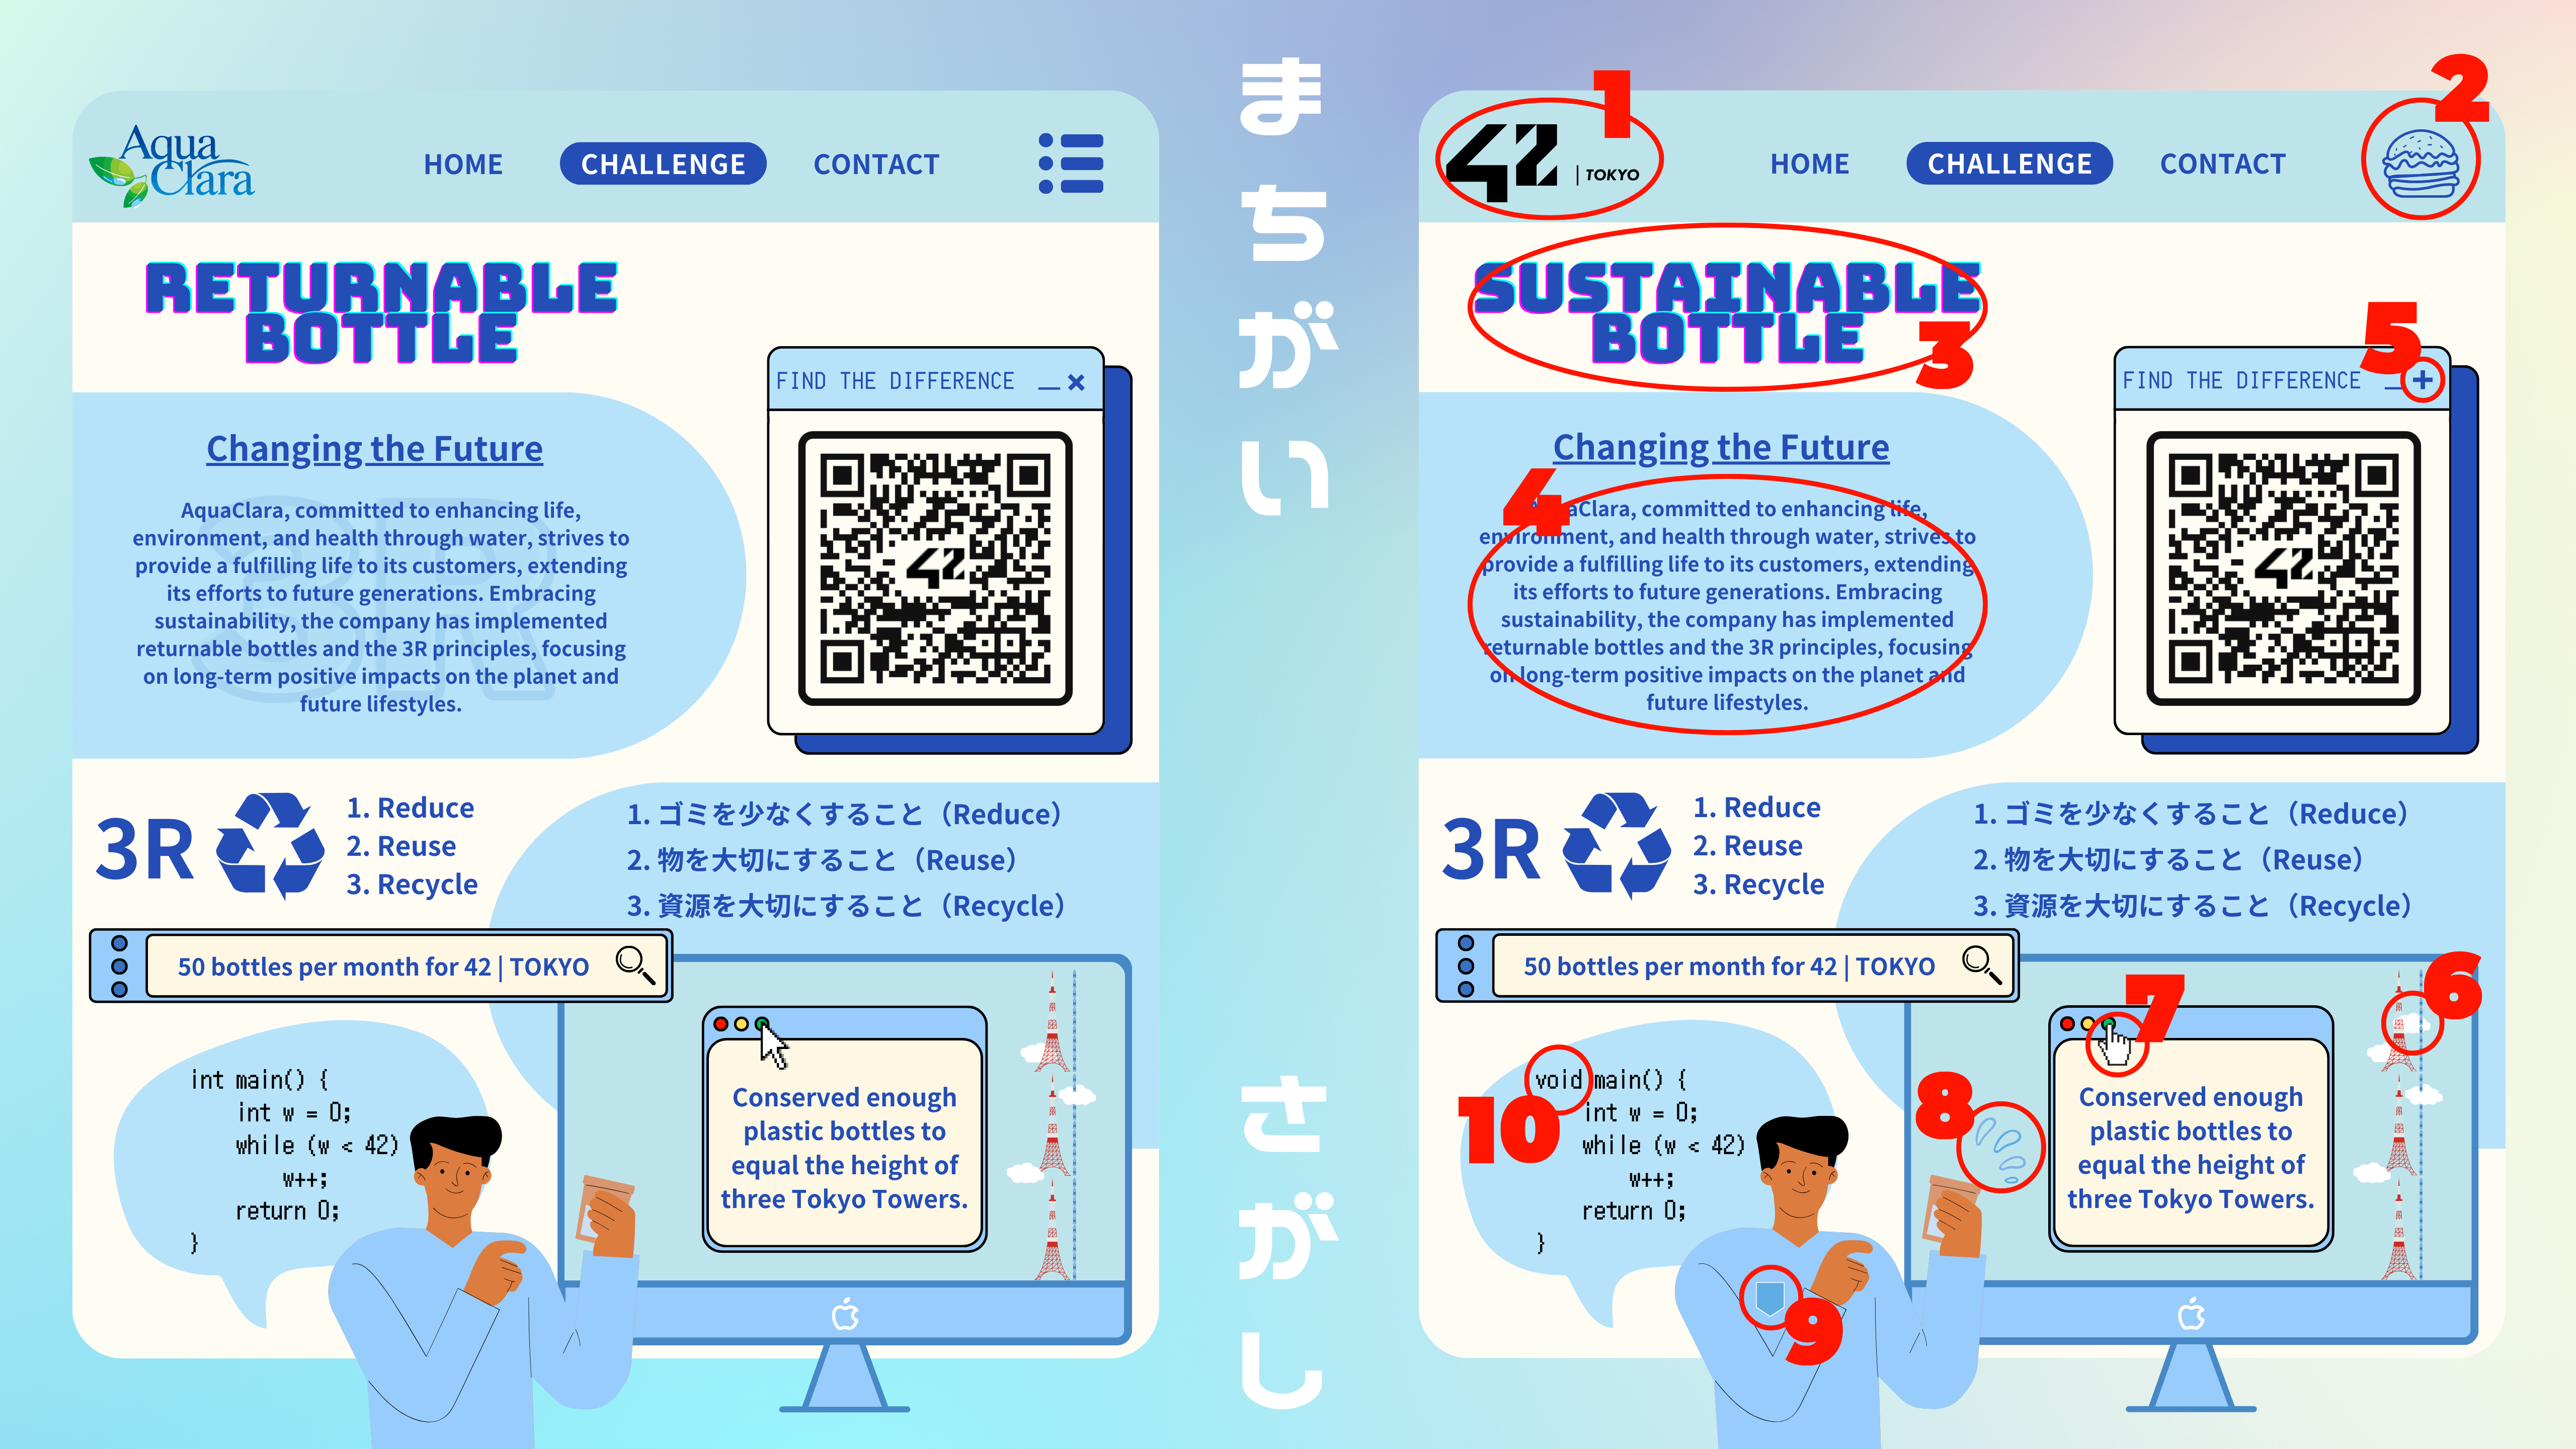 Aqua
Clara
HOME
CHALLENGE
CONTACT
RETURNABLE
BOTTLE
FIND THE DIFFERENCE
Changing the Future
3R
AquaClara, committed to enhancing life,
environment, and health through water, strives to
provide a fulfilling life to its customers, extending
its efforts to future generations. Embracing
sustainability, the company has implemented
returnable bottles and the 3R principles, focusing
on long-term positive impacts on the planet and
future lifestyles.
42
3R
1. Reduce
2. Reuse
3. Recycle
1. ゴミを少なくすること（Reduce）
2. 物を大切にすること（Reuse）
3. 資源を大切にすること（Recycle）
50 bottles per month for 42 | TOKYO
int main() {
int w = 0;
while (w < 42)
w++;
return 0;
}
Conserved enough
plastic bottles to
equal the height of
three Tokyo Towers.
まちがい
さがし
42 | TOKYO
1
HOME
CHALLENGE
CONTACT
2
SUSTAINABLE
BOTTLE
3
5
FIND THE DIFFERENCE
Changing the Future
4
aClara, committed to enhancing life,
environment, and health through water, strives to
provide a fulfilling life to its customers, extending
its efforts to future generations. Embracing
sustainability, the company has implemented
returnable bottles and the 3R principles, focusing
on long-term positive impacts on the planet and
future lifestyles.
42
3R
1. Reduce
2. Reuse
3. Recycle
1. ゴミを少なくすること（Reduce）
2. 物を大切にすること（Reuse）
3. 資源を大切にすること（Recycle）
50 bottles per month for 42 | TOKYO
6
7
8
9
10
void main() {
int w = 0;
while (w < 42)
w++;
return 0;
}
Conserved enough
plastic bottles to
equal the height of
three Tokyo Towers.